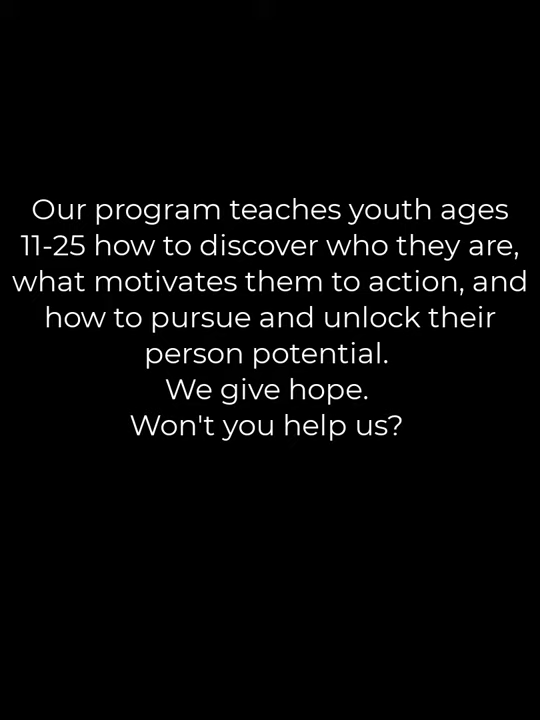 Our program teaches youth ages
11-25 how to discover who they are,
what motivates them to action, and
how to pursue and unlock their
person potential.
We give hope.
Won't you help us?